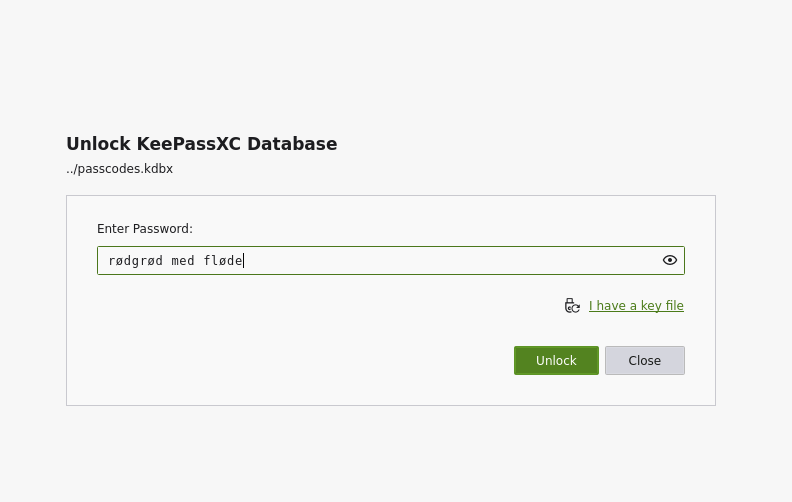 Unlock KeePassXC Database
../passcodes.kdbx
Enter Password:
rødgrød med fløde
I have a key file
Unlock Close